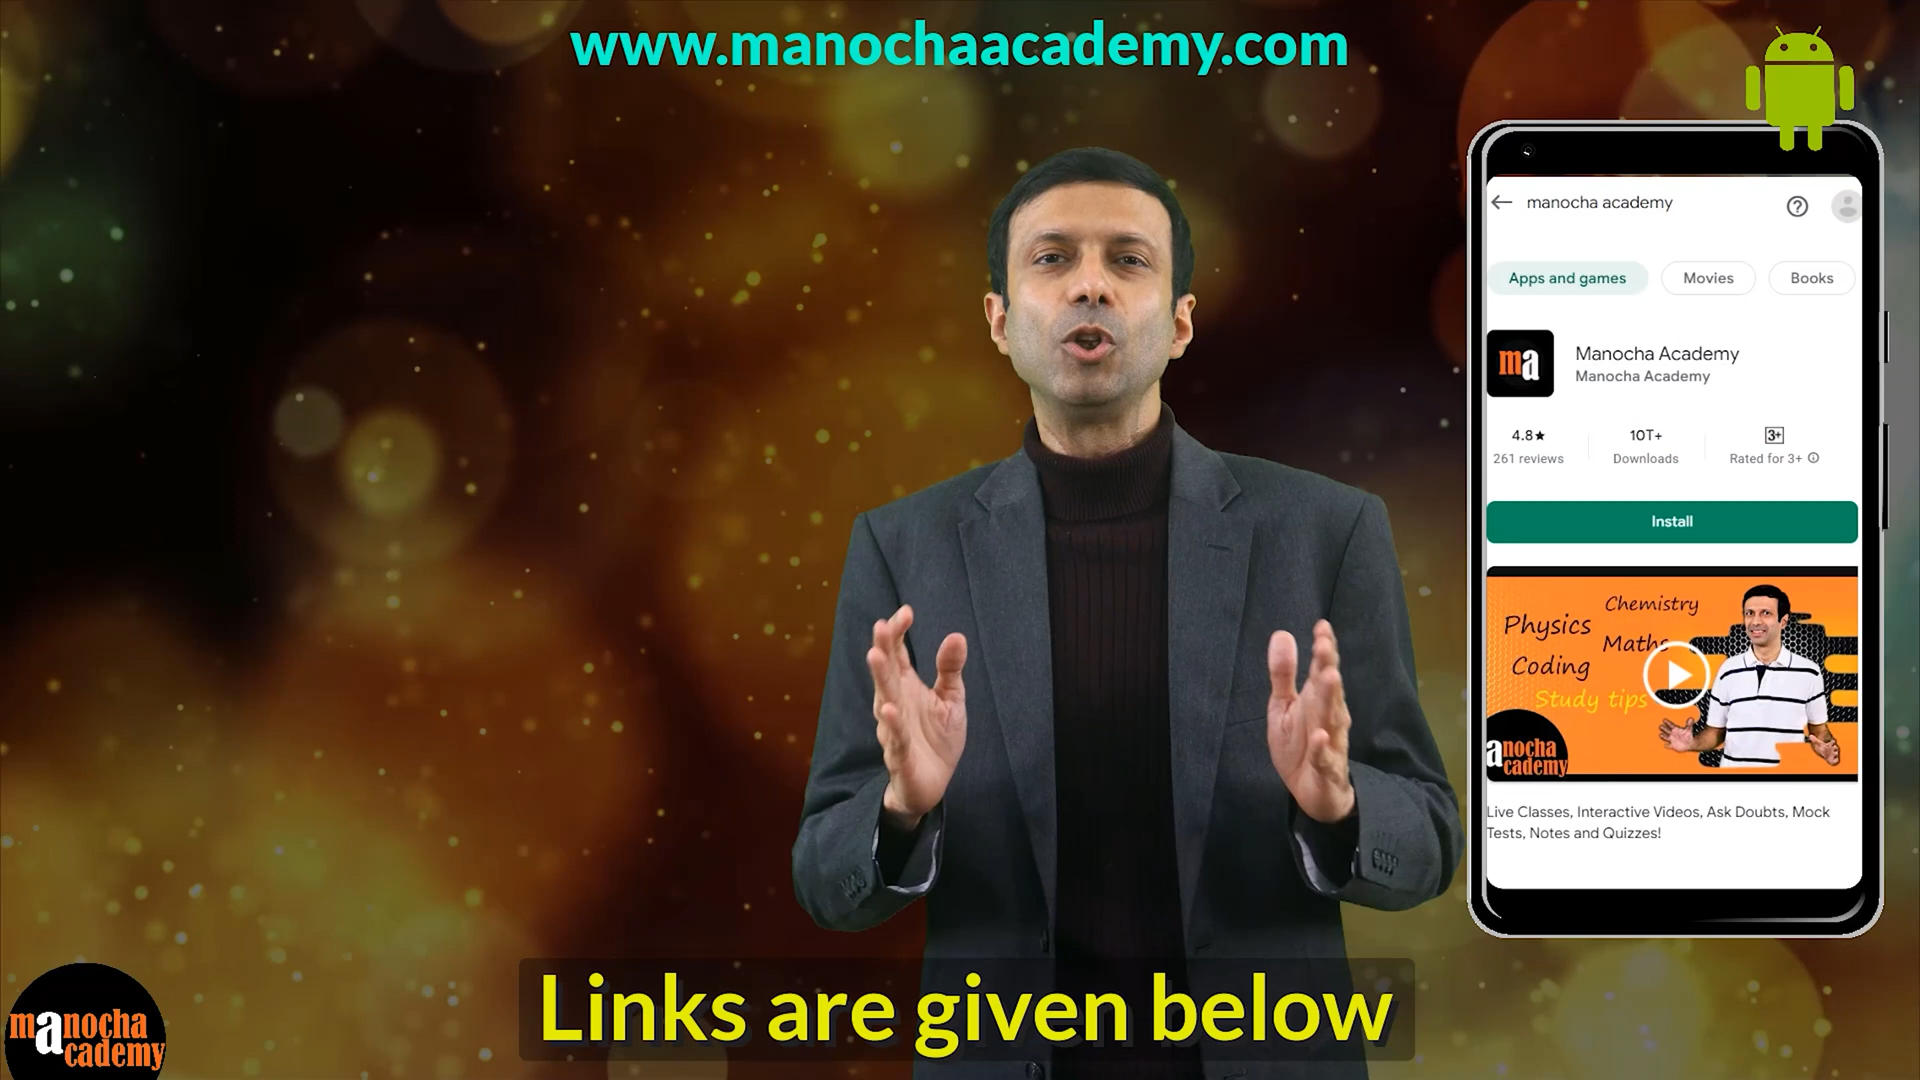 www.manochaacademy.com
manocha academy
Apps and games
Movies
Books
ma
Manocha Academy
Manocha Academy
4.8★
261 reviews
10T+
Downloads
3+
Rated for 3+
Install
Chemistry
Physics
Maths
Coding
Study tips
anocha
academy
Live Classes, Interactive Videos, Ask Doubts, Mock
Tests, Notes and Quizzes!
Links are given below
manocha
academy